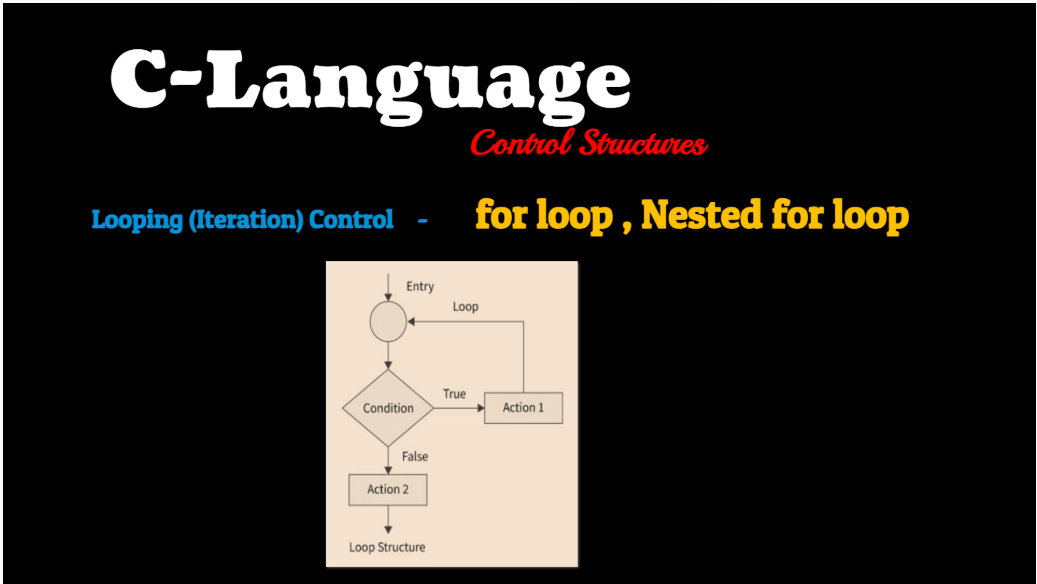 C-Language
Control Structures
Looping (Iteration) Control - for loop , Nested for loop
Entry
Loop
True
Condition
Action 1
False
Action 2
Loop Structure